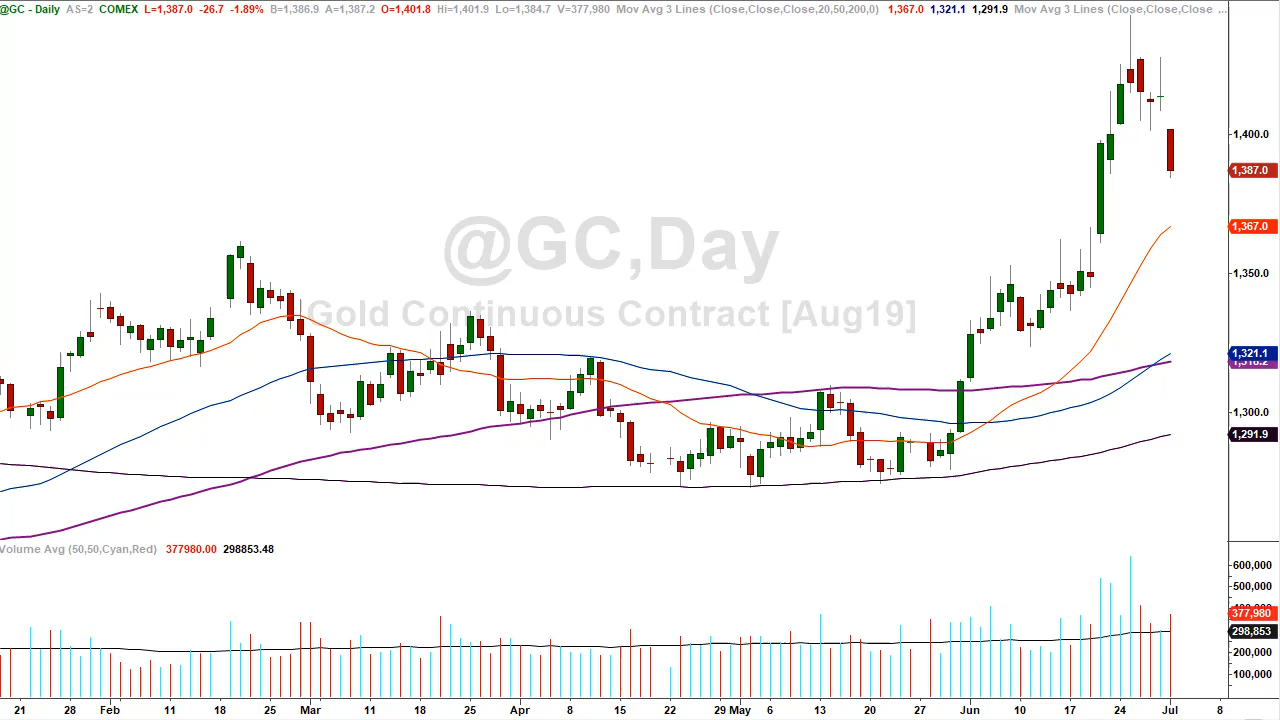 @GC - Daily AS=2 COMEX L=1,387.0 -26.7 -1.89% B=1,386.9 A=1,387.2 O=1,401.8 Hi=1,401.9 Lo=1,384.7 V=377,980 Mov Avg 3 Lines (Close,Close,Close,20,50,200,0) 1,367.0 1,321.1 1,291.9 Mov Avg 3 Lines (Close,Close,Close ...
1,400.0
1,387.0
@GC,Day
1,367.0
1,350.0
Gold Continuous Contract [Aug19]
1,321.1
1,300.0
1,291.9
Volume Avg (50,50,Cyan,Red) 377980.00 298853.48
600,000
500,000
377,980
298,853
200,000
100,000
21 28 Feb 11 18 25 Mar 11 18 25 Apr 8 15 22 29 May 6 13 20 Jun 10 17 24 Jul 8